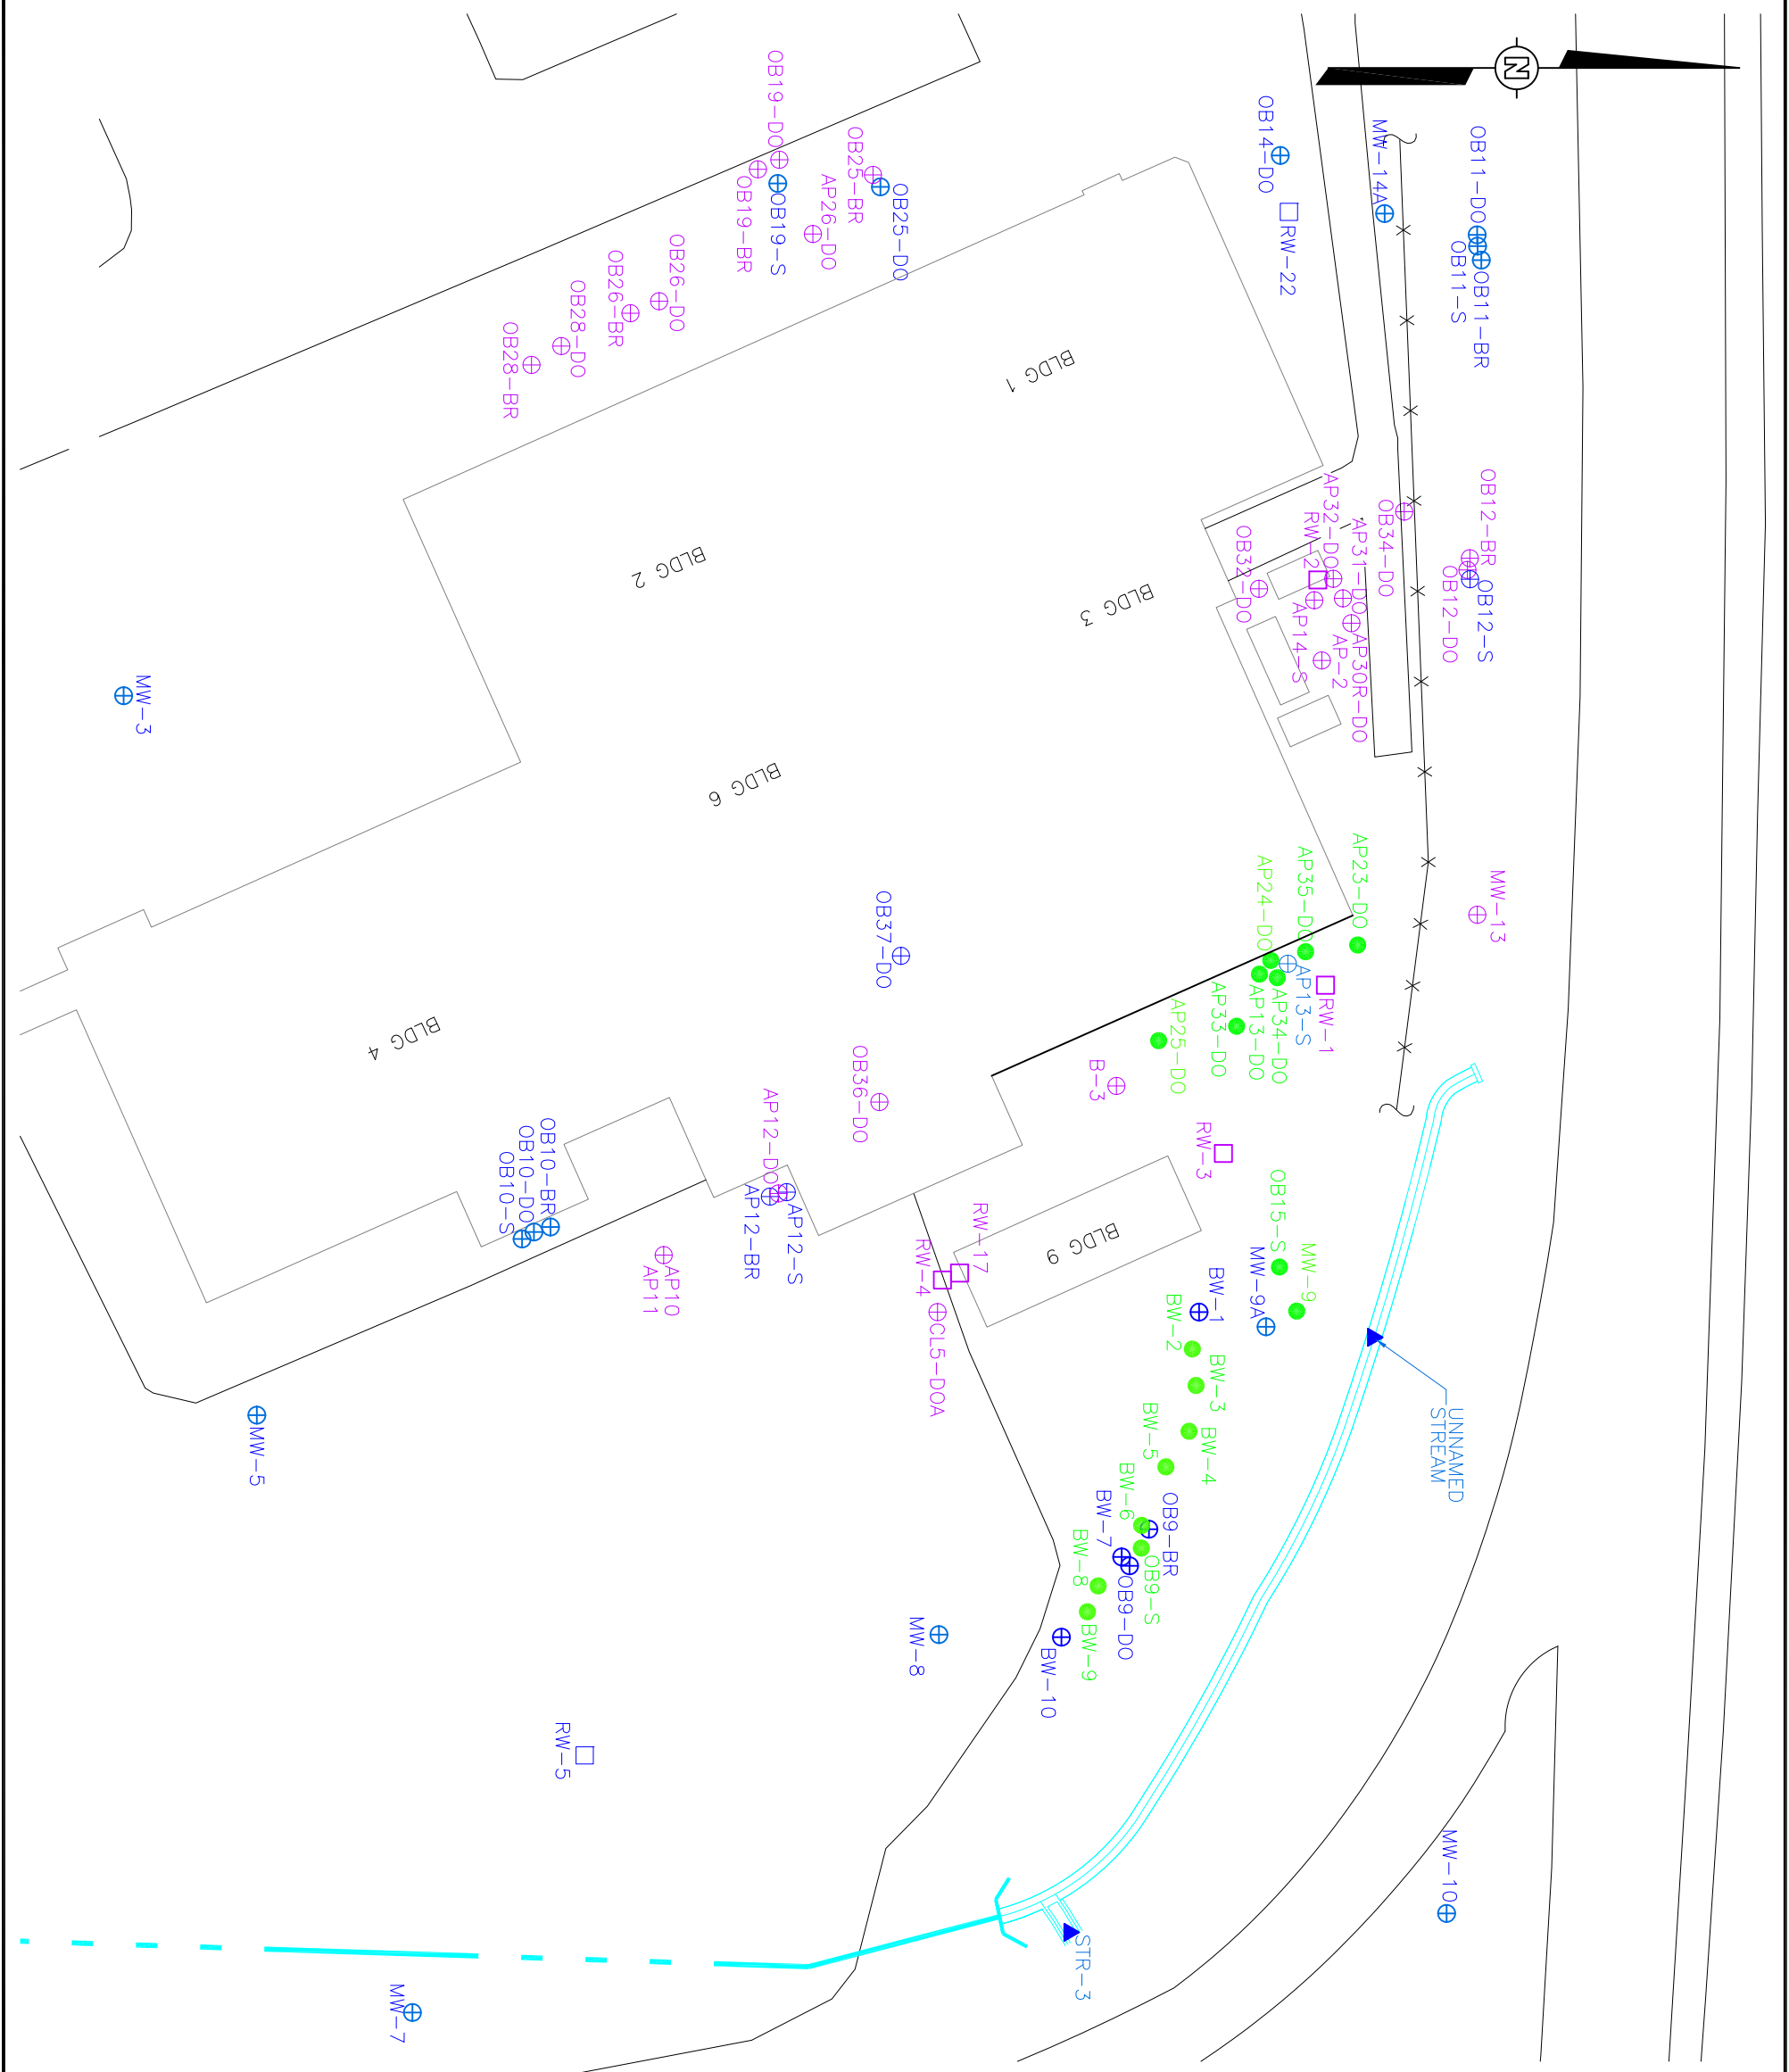 N
OB19-DO
OB19-BR
OB19-S
OB25-BR
OB25-DO
AP26-DO
OB26-DO
OB26-BR
OB28-DO
OB28-BR
OB14-DO
RW-22
MW-14A
OB11-DO
OB11-BR
OB11-S
BLDG 1
BLDG 2
BLDG 3
OB12-BR
OB12-S
OB12-DO
OB34-DO
AP32-DO
AP31-DO
RW-2
OB32-DO
AP14-S
AP-2
AP30R-DO
MW-3
BLDG 6
MW-13
AP23-DO
AP35-DO
AP24-DO
AP13-S
RW-1
AP34-DO
AP13-DO
AP33-DO
AP25-DO
B-3
OB37-DO
OB36-DO
BLDG 4
OB10-BR
OB10-DO
OB10-S
AP12-DO
AP12-S
AP12-BR
AP10
AP11
RW-3
BLDG 9
RW-17
RW-4
CL5-DOA
OB15-S
MW-9
MW-9A
BW-1
BW-2
BW-3
BW-4
BW-5
BW-6
BW-7
OB9-BR
OB9-S
OB9-DO
BW-8
BW-9
BW-10
UNNAMED
STREAM
MW-5
MW-8
RW-5
MW-10
STR-3
MW-7